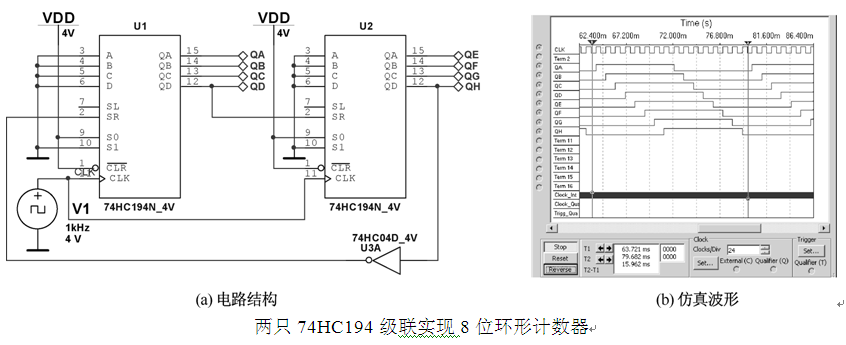 VDD
4V
U1
3 A QA 15 QA
4 B QB 14 QB
5 C QC 13 QC
6 D QD 12 QD
7 SL
2 SR
9 S0
10 S1
1 CLR
11 CLK
74HC194N_4V
VDD
4V
U2
3 A QA 15 QE
4 B QB 14 QF
5 C QC 13 QG
6 D QD 12 QH
7 SL
2 SR
9 S0
10 S1
1 CLR
11 CLK
74HC194N_4V
V1
1kHz
4 V
74HC04D_4V
U3A
Time (s)
62.400m 67.200m 72.000m 76.800m 81.600m 86.400m
CLK
Term 2
QA
QB
QC
QD
QE
QF
QG
QH
Term 11
Term 12
Term 13
Term 14
Term 15
Term 16
Clock_Int
Clock_Qua
Trigg_Qua
Stop
Reset
Reverse
T1 63.721 ms 0000
T2 79.682 ms 0000
T2-T1 15.962 ms
Clock
Clocks/Div 24
Set...
External (C) Qualifier (Q)
Trigger
Set...
Qualifier (T)
(a) 电路结构
(b) 仿真波形
两只 74HC194 级联实现 8 位环形计数器